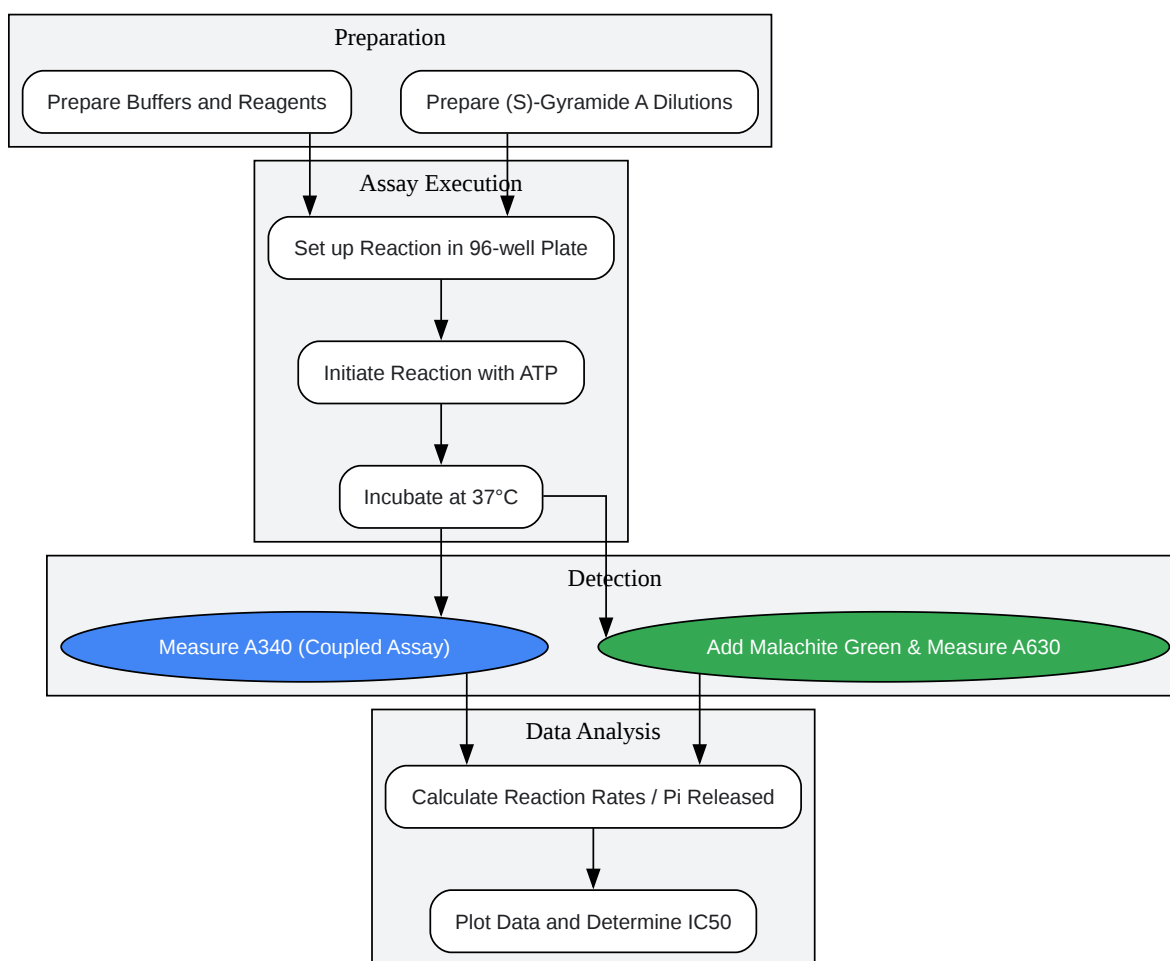 Preparation
Prepare Buffers and Reagents
Prepare (S)-Gyramide A Dilutions
Assay Execution
Set up Reaction in 96-well Plate
Initiate Reaction with ATP
Incubate at 37°C
Detection
Measure A340 (Coupled Assay)
Add Malachite Green & Measure A630
Data Analysis
Calculate Reaction Rates / Pi Released
Plot Data and Determine IC50